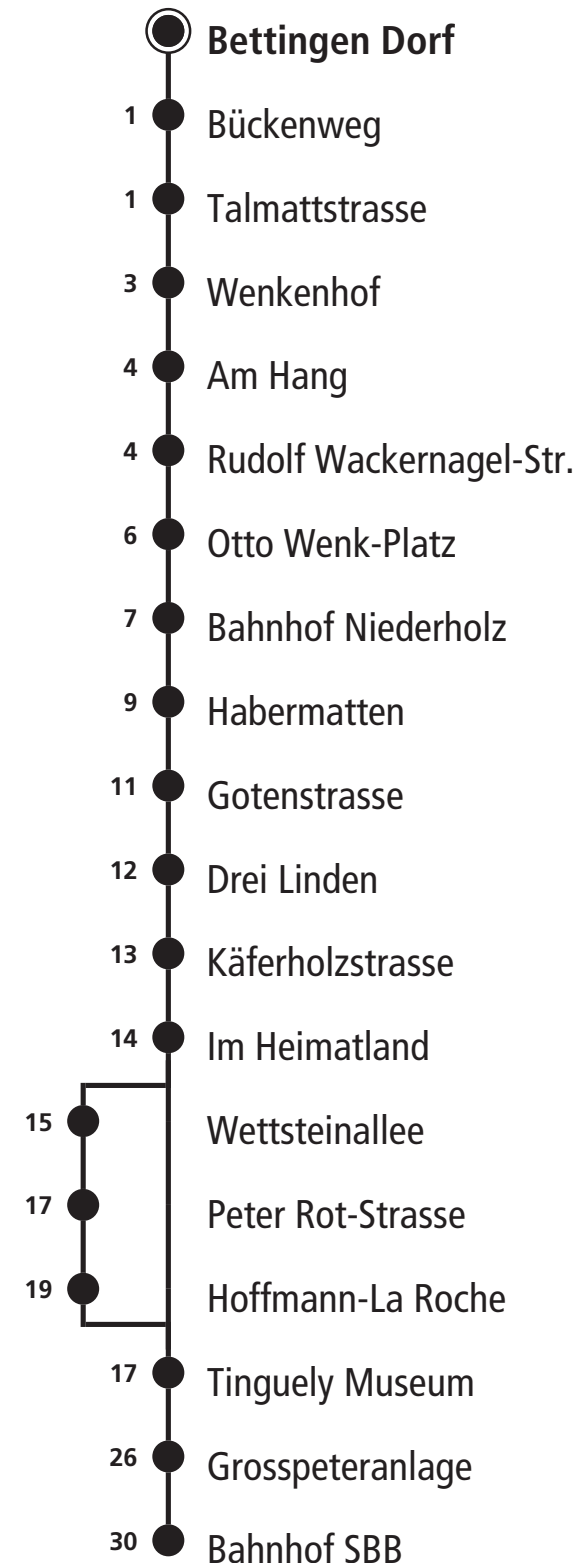 Bettingen Dorf
1 Bückenweg
1 Talmattstrasse
3 Wenkenhof
4 Am Hang
4 Rudolf Wackernagel-Str.
6 Otto Wenk-Platz
7 Bahnhof Niederholz
9 Habermatten
11 Gotenstrasse
12 Drei Linden
13 Käferholzstrasse
14 Im Heimatland
15 Wettsteinallee
17 Peter Rot-Strasse
19 Hoffmann-La Roche
17 Tinguely Museum
26 Grosspeteranlage
30 Bahnhof SBB